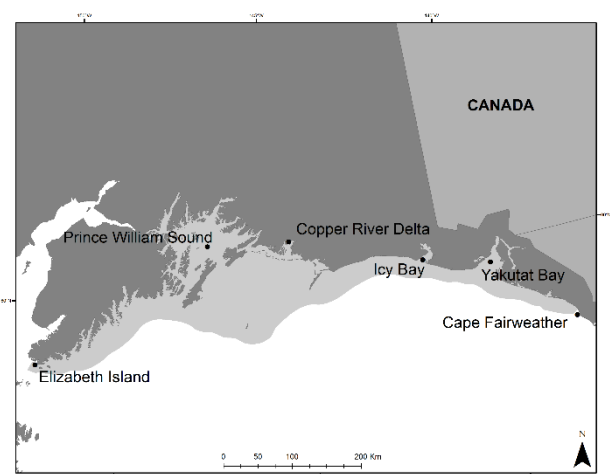 CANADA
Prince William Sound
Copper River Delta
Icy Bay
Yakutat Bay
Cape Fairweather
Elizabeth Island
N
0 50 100 200 Km